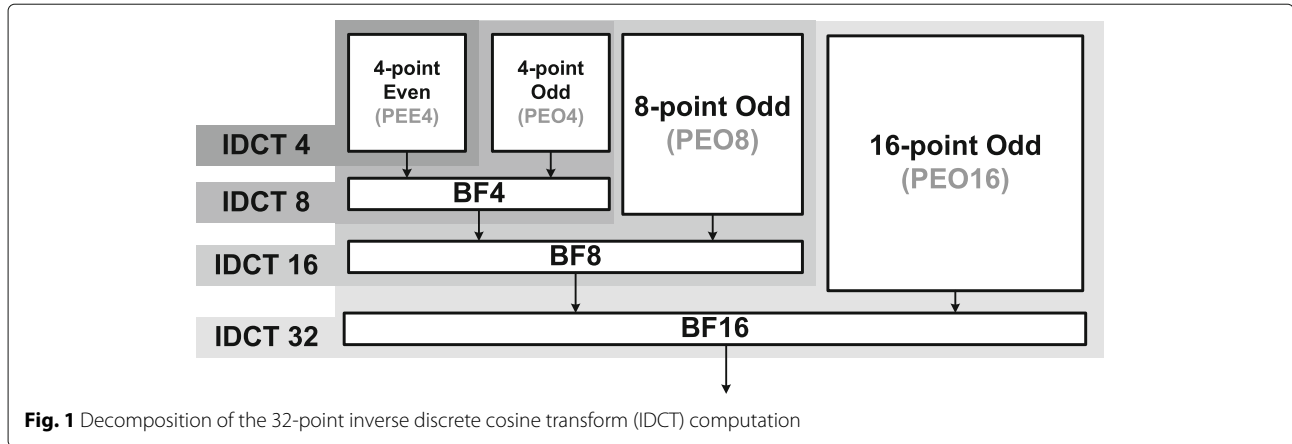 4-point
Even
(PEE4)
4-point
Odd
(PEO4)
8-point Odd
(PEO8)
16-point Odd
(PEO16)
IDCT 4
IDCT 8
BF4
IDCT 16
BF8
IDCT 32
BF16
Fig. 1 Decomposition of the 32-point inverse discrete cosine transform (IDCT) computation